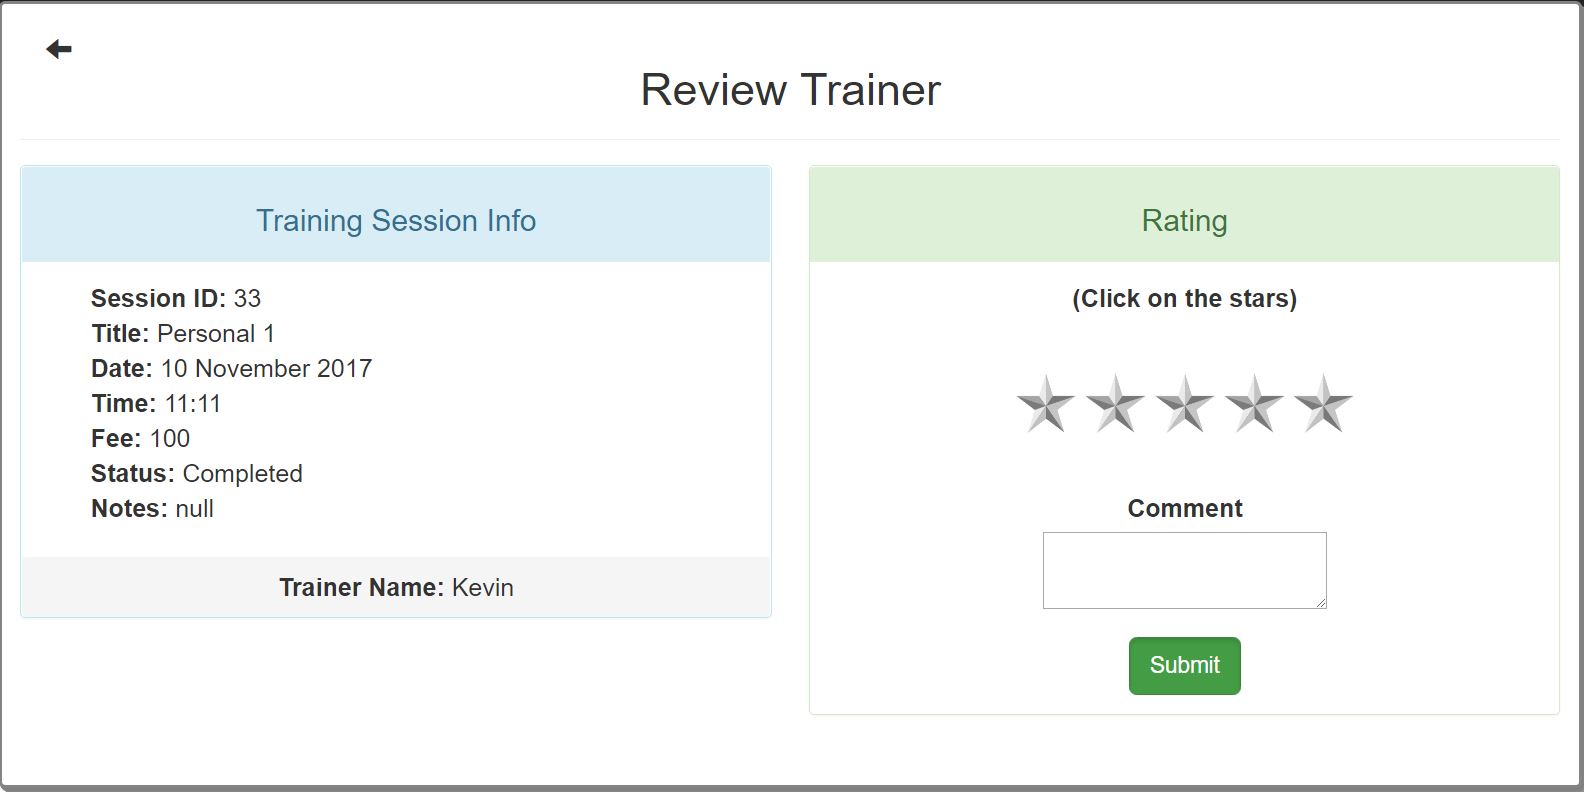 Review Trainer
Training Session Info
Session ID: 33
Title: Personal 1
Date: 10 November 2017
Time: 11:11
Fee: 100
Status: Completed
Notes: null
Trainer Name: Kevin
Rating
(Click on the stars)
Comment
Submit